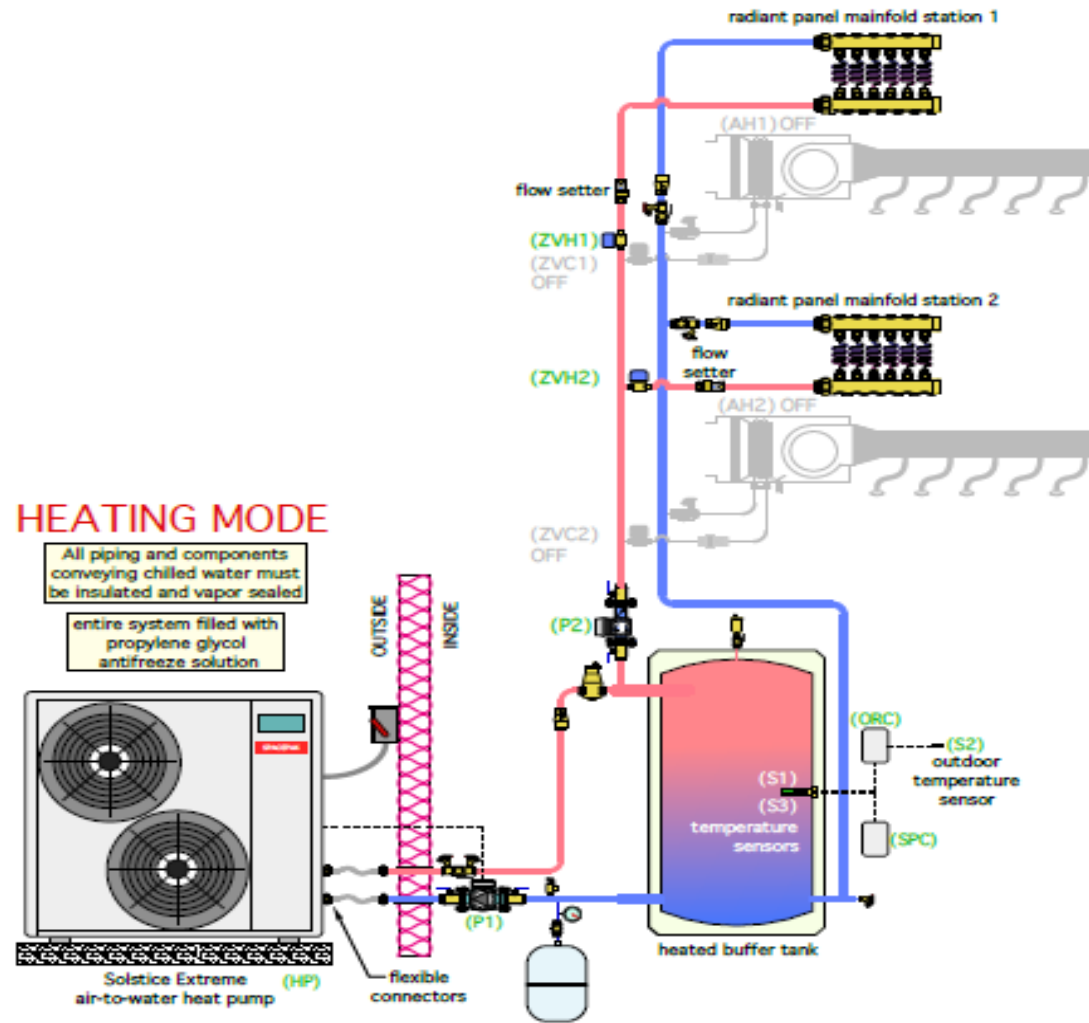 radiant panel mainfold station 1
(AH1) OFF
flow setter
(ZVH1)
(ZVC1)
OFF
radiant panel mainfold station 2
flow
setter
(ZVH2)
(AH2) OFF
HEATING MODE
(ZVC2)
OFF
All piping and components
conveying chilled water must
be insulated and vapor sealed
entire system filled with
propylene glycol
antifreeze solution
OUTSIDE
INSIDE
(P2)
(ORC)
(S2)
outdoor
temperature
sensor
(S1)
(S3)
temperature
sensors
(SPC)
(P1)
heated buffer tank
Solstice Extreme
air-to-water heat pump
(HP)
flexible
connectors